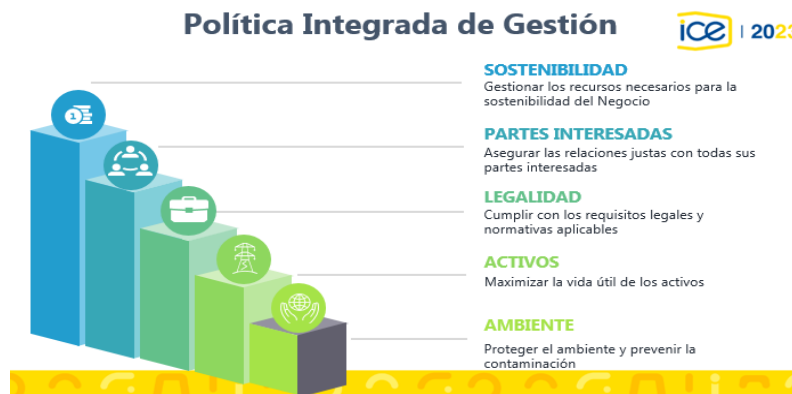 Política Integrada de Gestión
ice | 2023
SOSTENIBILIDAD
Gestionar los recursos necesarios para la
sostenibilidad del Negocio
PARTES INTERESADAS
Asegurar las relaciones justas con todas sus
partes interesadas
LEGALIDAD
Cumplir con los requisitos legales y
normativas aplicables
ACTIVOS
Maximizar la vida útil de los activos
AMBIENTE
Proteger el ambiente y prevenir la
contaminación
1